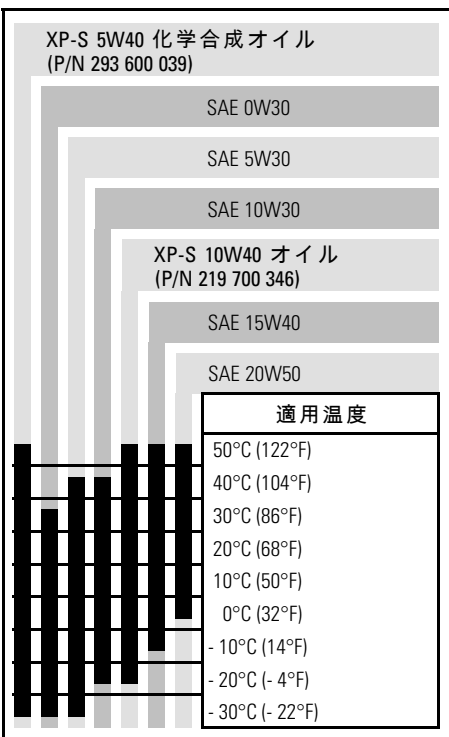 XP-S 5W40 化学合成オイル
(P/N 293 600 039)
SAE 0W30
SAE 5W30
SAE 10W30
XP-S 10W40 オイル
(P/N 219 700 346)
SAE 15W40
SAE 20W50
適用温度
50°C (122°F)
40°C (104°F)
30°C (86°F)
20°C (68°F)
10°C (50°F)
0°C (32°F)
- 10°C (14°F)
- 20°C (- 4°F)
- 30°C (- 22°F)